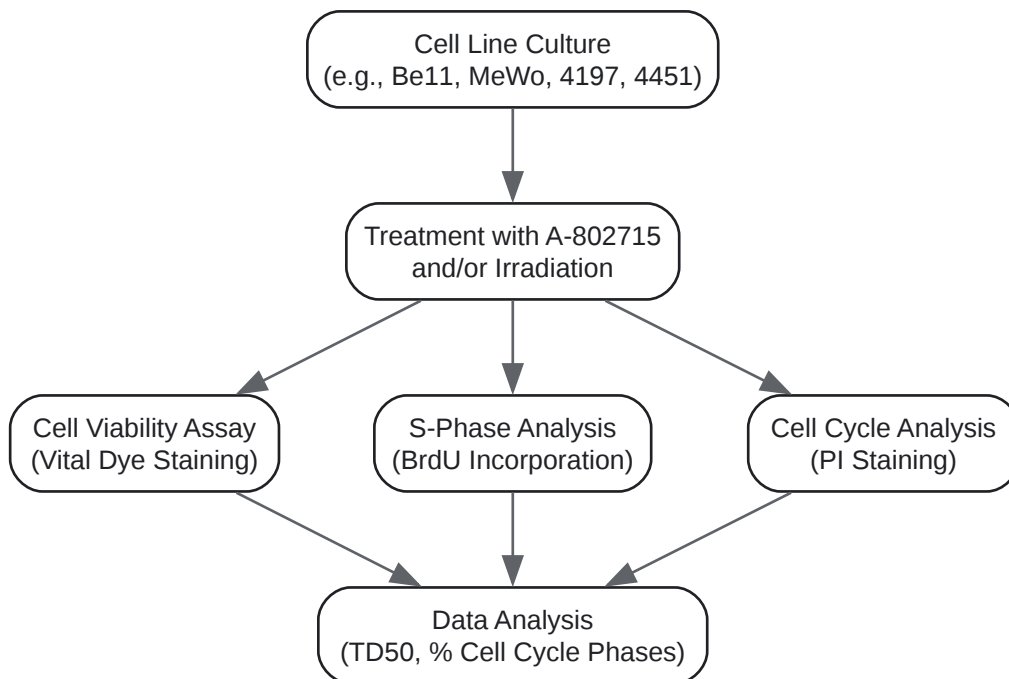 Cell Line Culture
(e.g., Be11, MeWo, 4197, 4451)
Treatment with A-802715
and/or Irradiation
Cell Viability Assay
(Vital Dye Staining)
S-Phase Analysis
(BrdU Incorporation)
Cell Cycle Analysis
(PI Staining)
Data Analysis
(TD50, % Cell Cycle Phases)